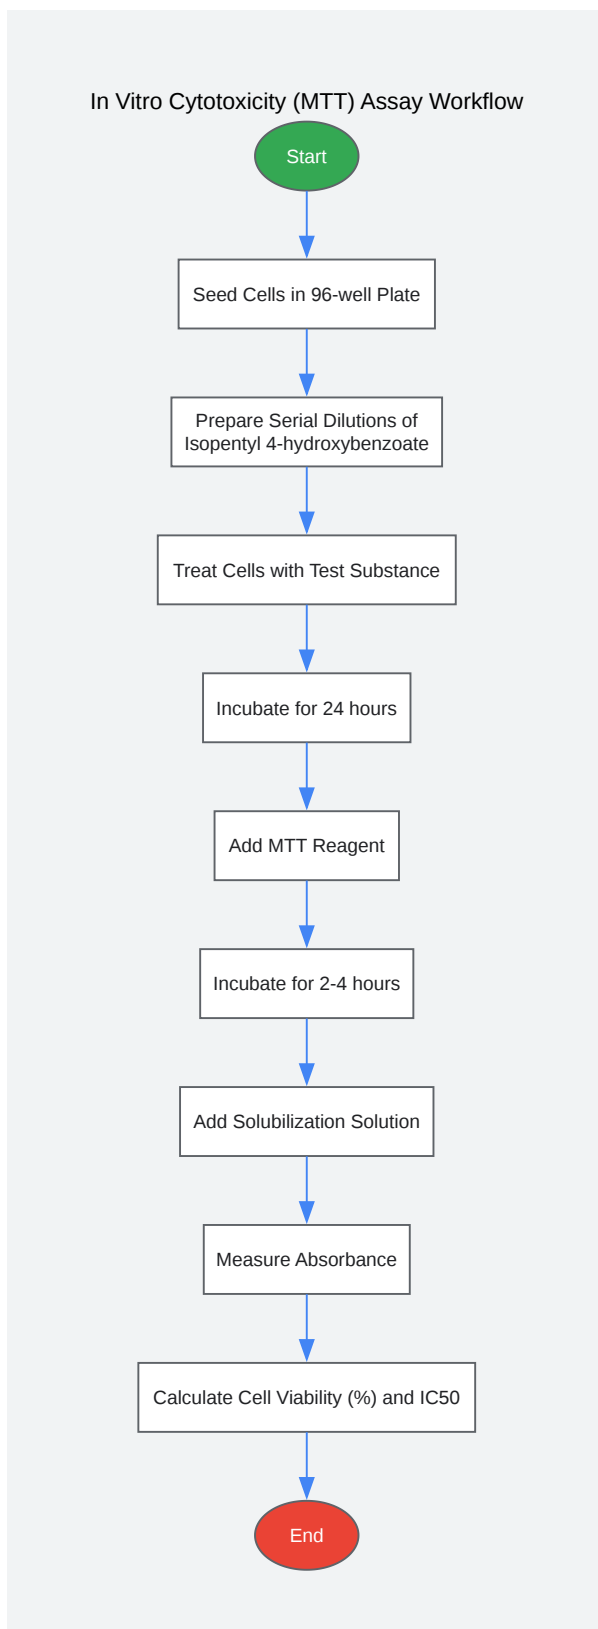 In Vitro Cytotoxicity (MTT) Assay Workflow
Start
Seed Cells in 96-well Plate
Prepare Serial Dilutions of
Isopentyl 4-hydroxybenzoate
Treat Cells with Test Substance
Incubate for 24 hours
Add MTT Reagent
Incubate for 2-4 hours
Add Solubilization Solution
Measure Absorbance
Calculate Cell Viability (%) and IC50
End